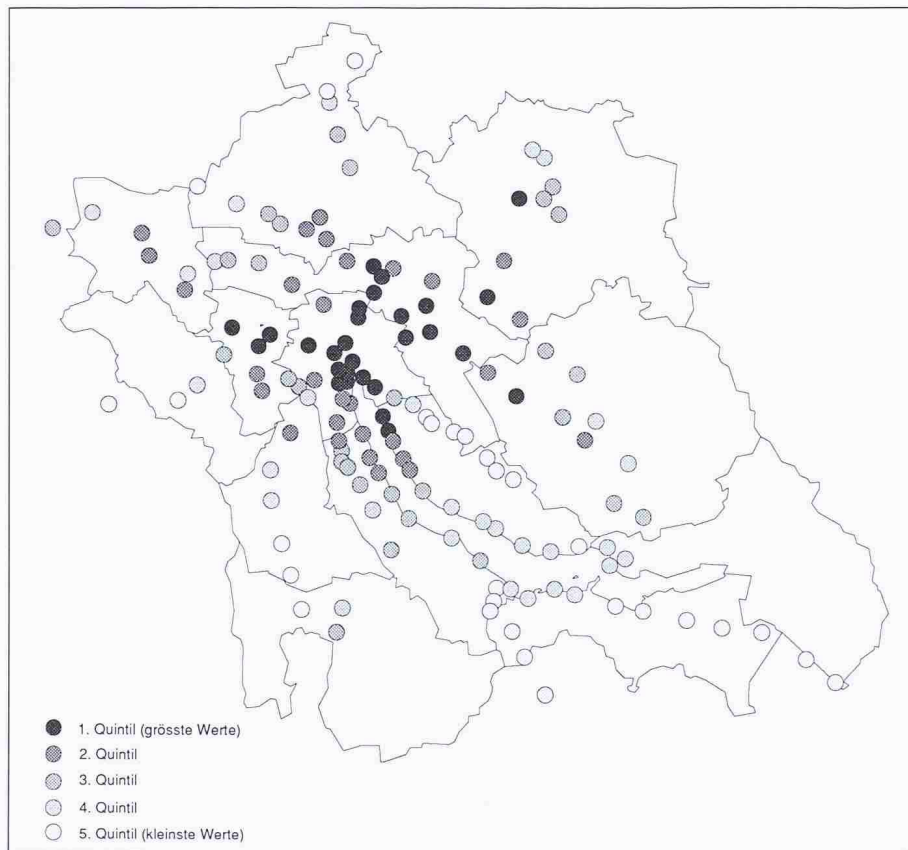 1. Quintil (grösste Werte)
2. Quintil
3. Quintil
4. Quintil
5. Quintil (kleinste Werte)